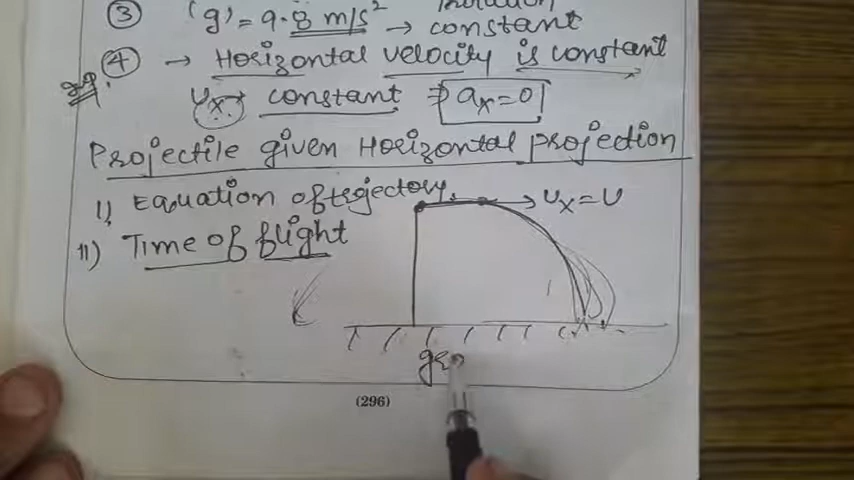 ③ (g) = 9.8 m/s² → constant
④ → Horizontal velocity is constant
Ux → constant ⇒ ax = 0
Projectile given Horizontal projection
I) Equation of trajectory.
Ux = U
II) Time of flight
(296)